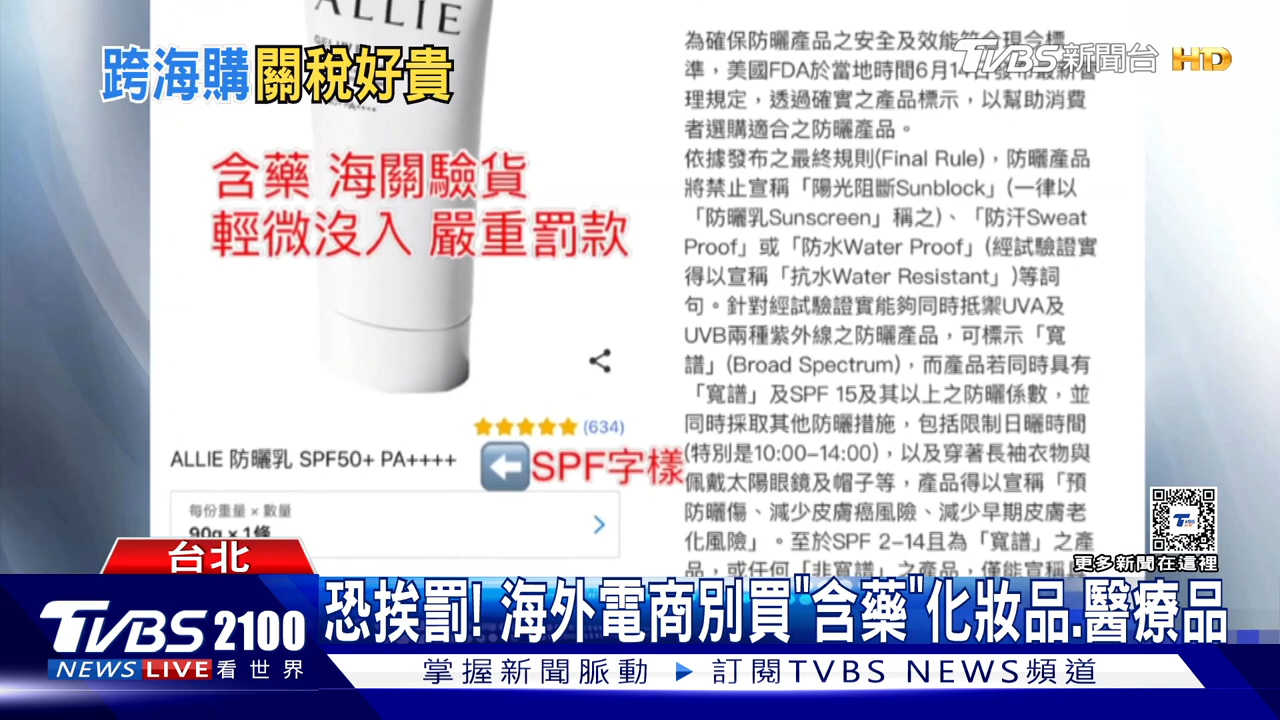 ALLIE
跨海購關稅好貴
TVBS新聞台 HD
含藥 海關驗貨
輕微沒入 嚴重罰款
(634)
ALLIE 防曬乳 SPF50+ PA++++
SPF字樣
每份重量 × 數量
90g × 1條
為確保防曬產品之安全及效能符合現今標
準，美國FDA於當地時間6月14日發布最新管
理規定，透過確實之產品標示，以幫助消費
者選購適合之防曬產品。
依據發布之最終規則(Final Rule)，防曬產品
將禁止宣稱「陽光阻斷Sunblock」(一律以
「防曬乳Sunscreen」稱之)、「防汗Sweat
Proof」或「防水Water Proof」(經試驗證實
得以宣稱「抗水Water Resistant」)等詞
句。針對經試驗證實能夠同時抵禦UVA及
UVB兩種紫外線之防曬產品，可標示「寬
譜」(Broad Spectrum)，而產品若同時具有
「寬譜」及SPF 15及其以上之防曬係數，並
同時採取其他防曬措施，包括限制日曬時間
(特別是10:00-14:00)，以及穿著長袖衣物與
佩戴太陽眼鏡及帽子等，產品得以宣稱「預
防曬傷、減少皮膚癌風險、減少早期皮膚老
化風險」。至於SPF 2-14且為「寬譜」之產
品，或任何「非寬譜」之產品，僅能宣稱
TVBS
更多新聞在這裡
台北
恐挨罰! 海外電商別買"含藥"化妝品.醫療品
TVBS 2100
NEWS LIVE 看世界
掌握新聞脈動 ▶ 訂閱TVBS NEWS頻道